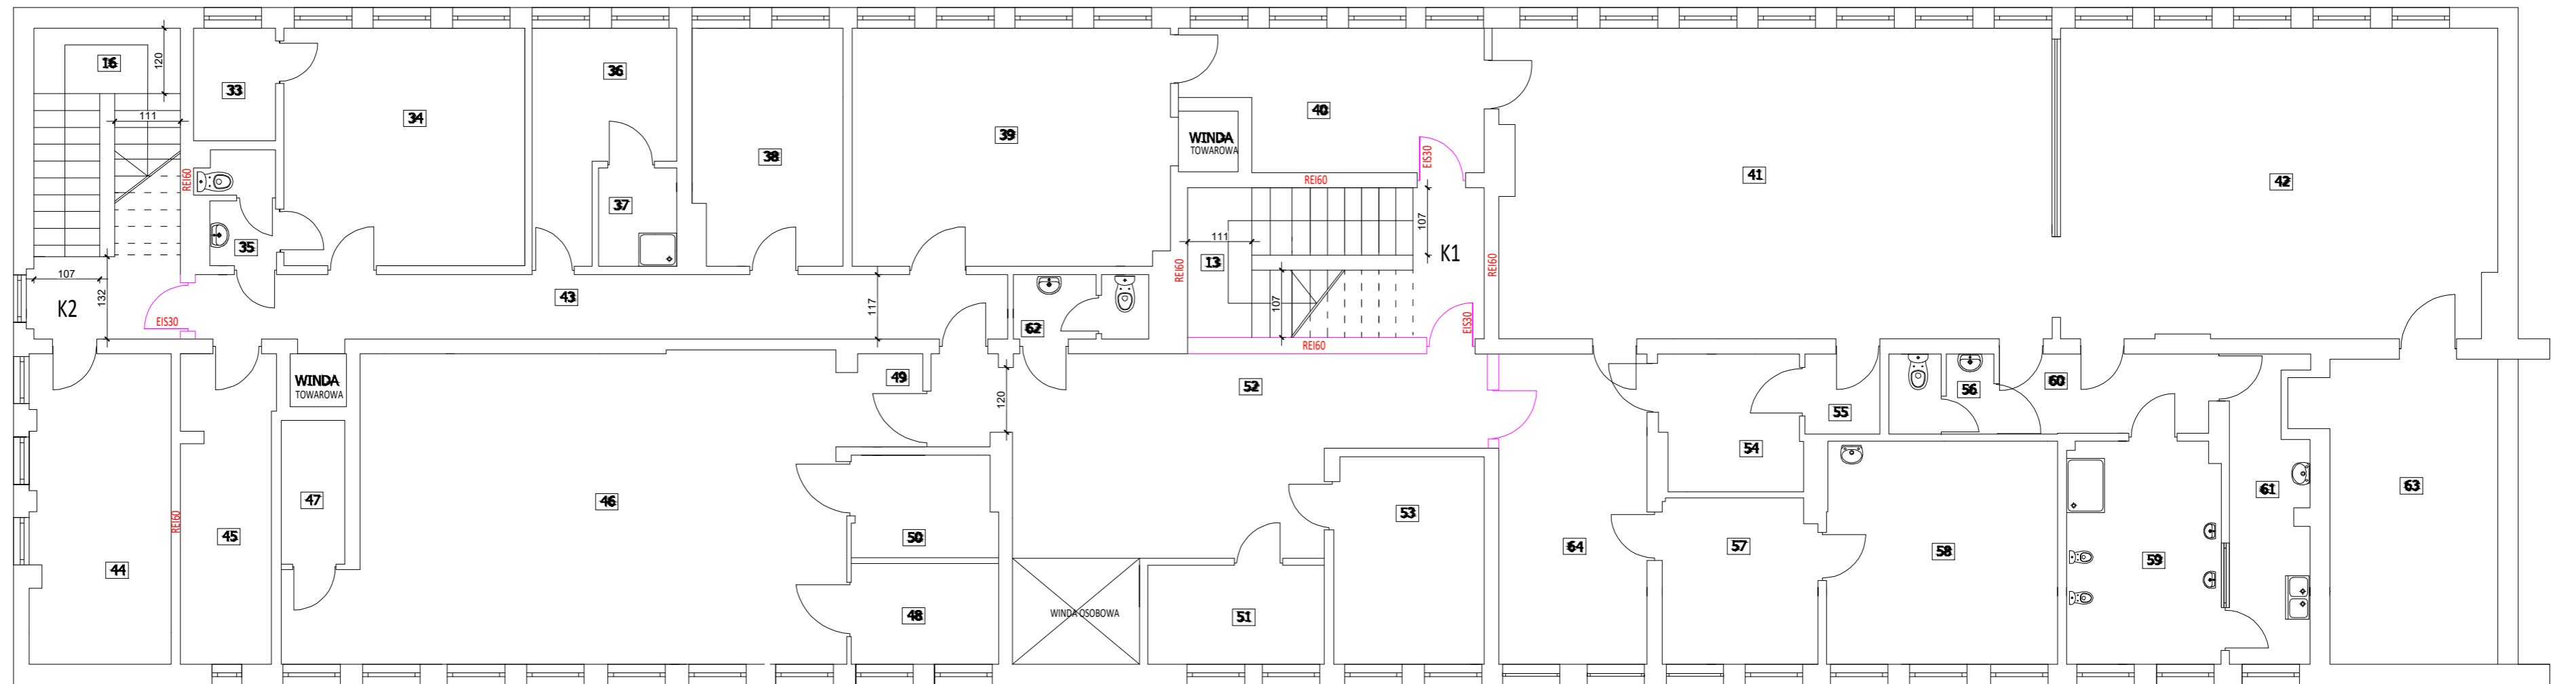 16
120
111
33
34
36
38
37
39
40
WINDA
TOWAROWA
REI60
EIS30
41
42
REI60
35
107
132
K2
EIS30
43
117
62
13
111
107
107
K1
REI60
REI60
REI60
EIS30
WINDA
TOWAROWA
49
120
52
55
56
60
54
44
REI60
45
47
46
50
48
WINDA OSOBOWA
51
53
64
57
58
59
61
63